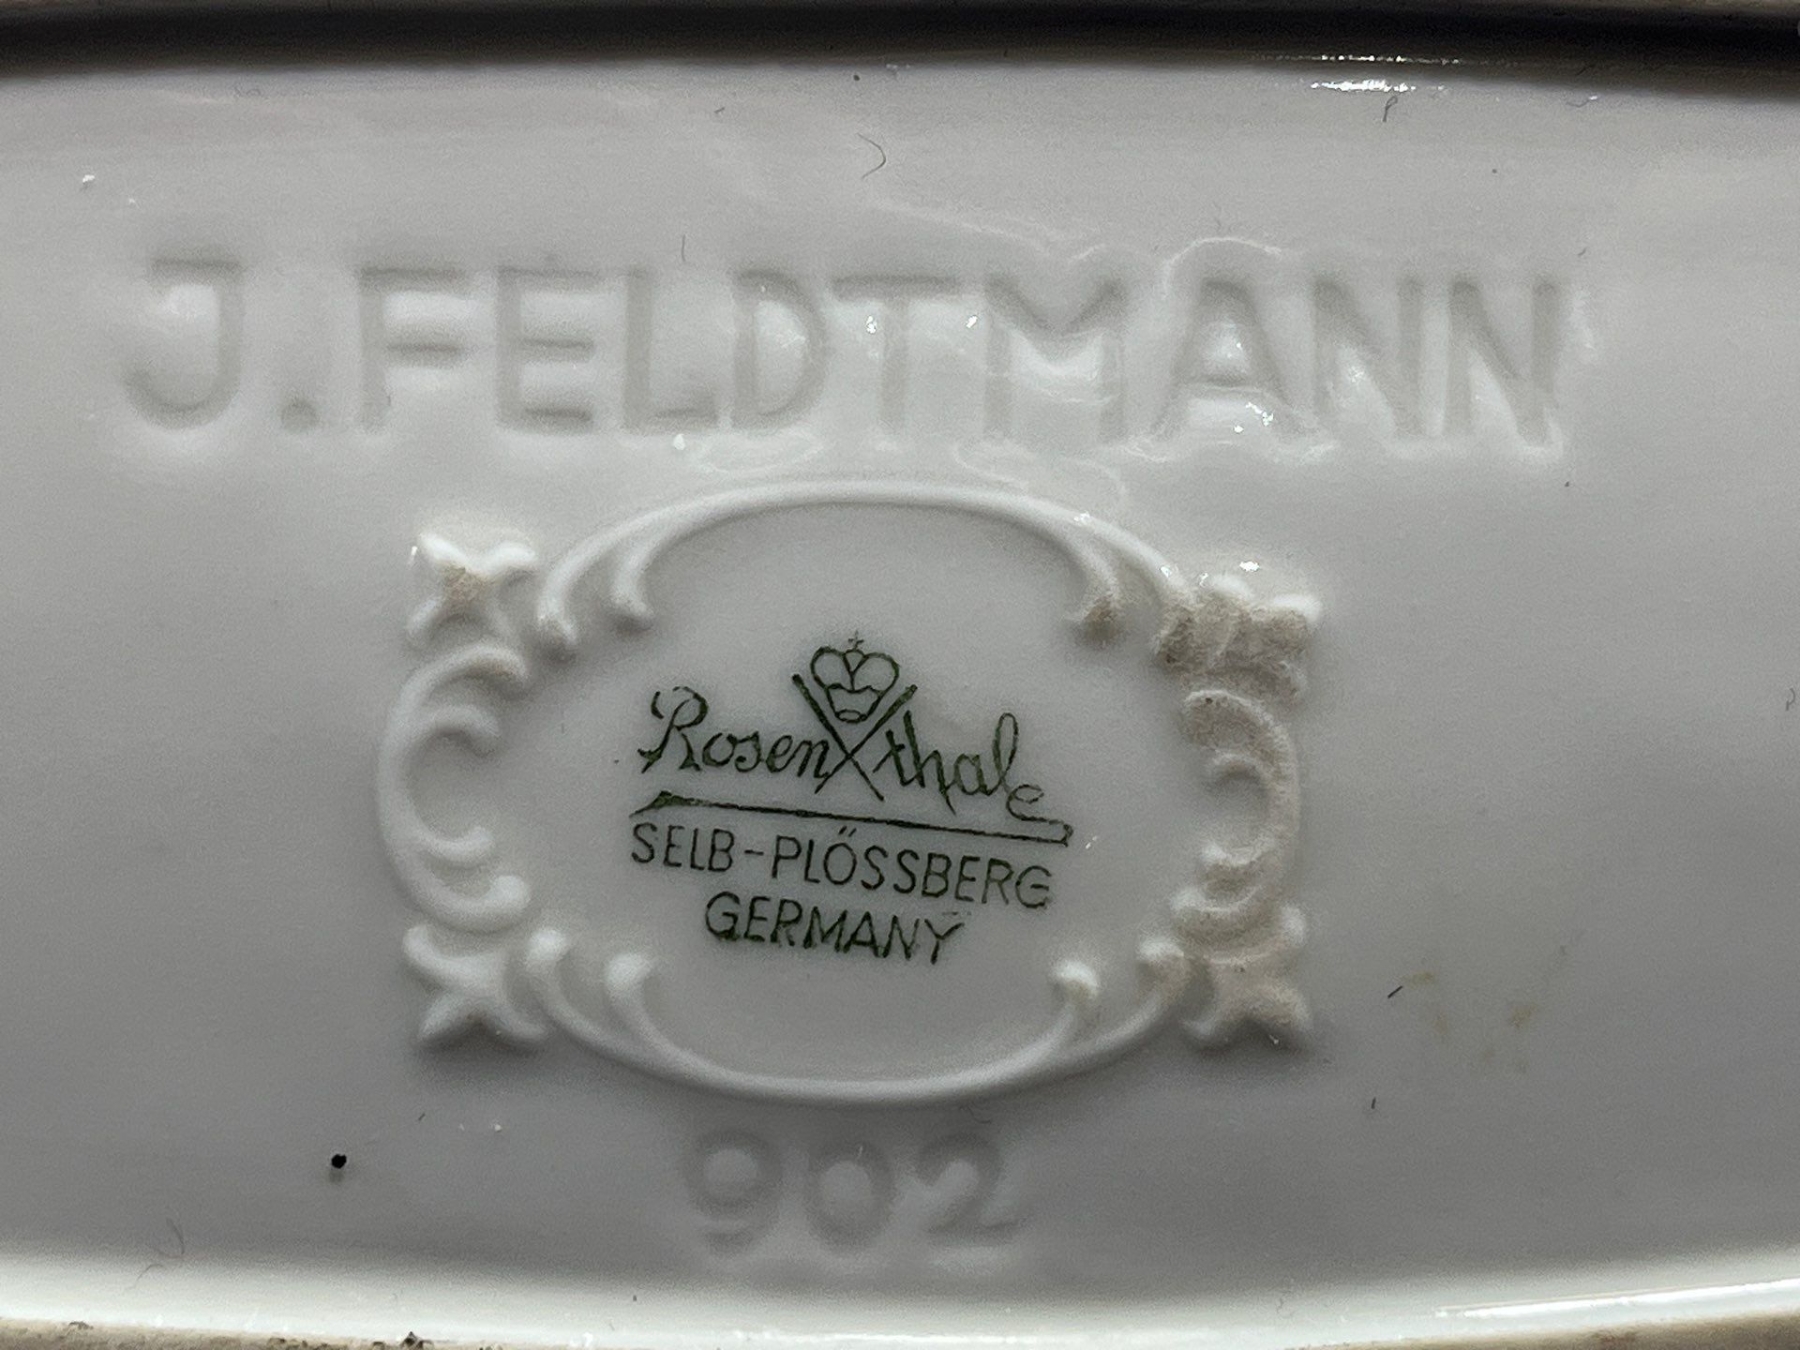 J. FELDTMANN
Rosenthal
SELB-PLÖSSBERG
GERMANY
902